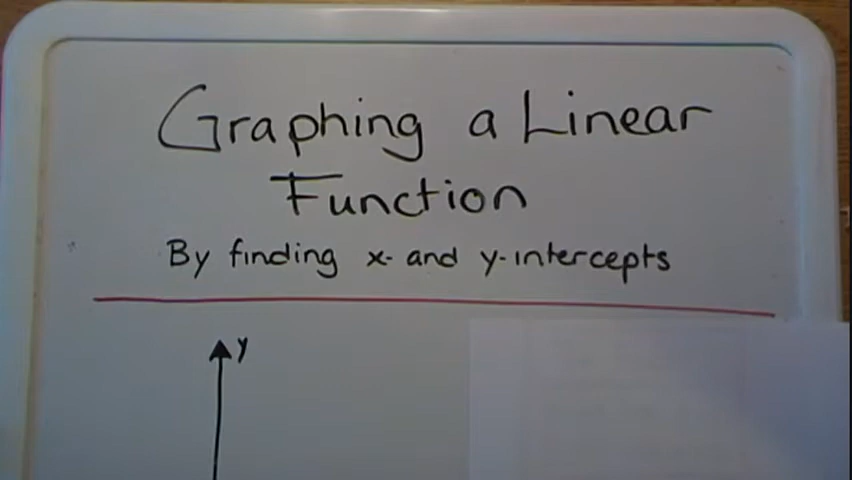 Graphing a Linear
Function
By finding x- and y-intercepts
y